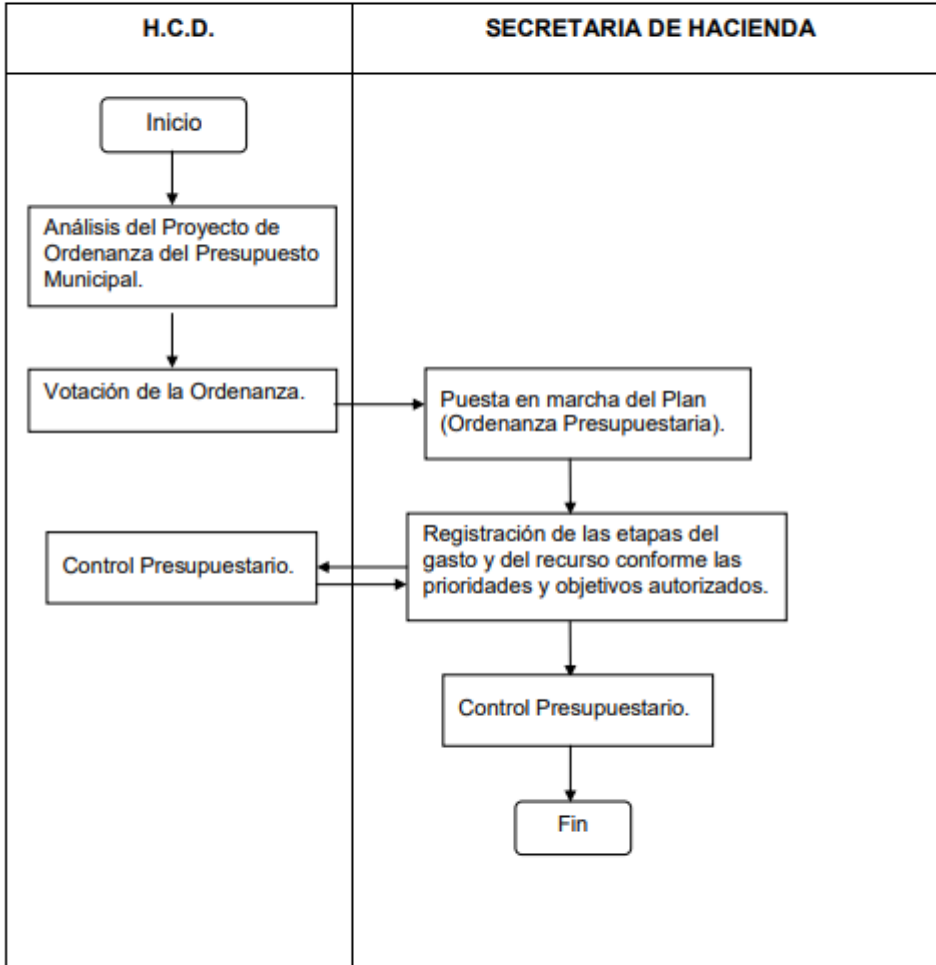 H.C.D.
SECRETARIA DE HACIENDA
Inicio
Análisis del Proyecto de
Ordenanza del Presupuesto
Municipal.
Votación de la Ordenanza.
Puesta en marcha del Plan
(Ordenanza Presupuestaria).
Registración de las etapas del
gasto y del recurso conforme las
prioridades y objetivos autorizados.
Control Presupuestario.
Control Presupuestario.
Fin